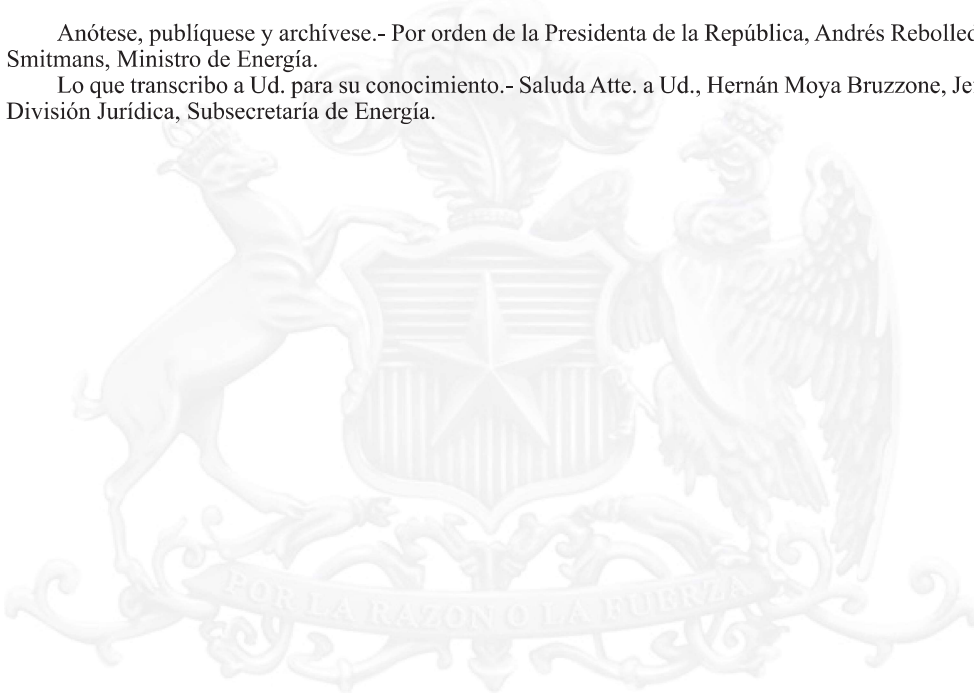 Anótese, publíquese y archívese.- Por orden de la Presidenta de la República, Andrés Rebolled
Smitmans, Ministro de Energía.
Lo que transcribo a Ud. para su conocimiento.- Saluda Atte. a Ud., Hernán Moya Bruzzone, Je
División Jurídica, Subsecretaría de Energía.
POR LA RAZON O LA FUERZA